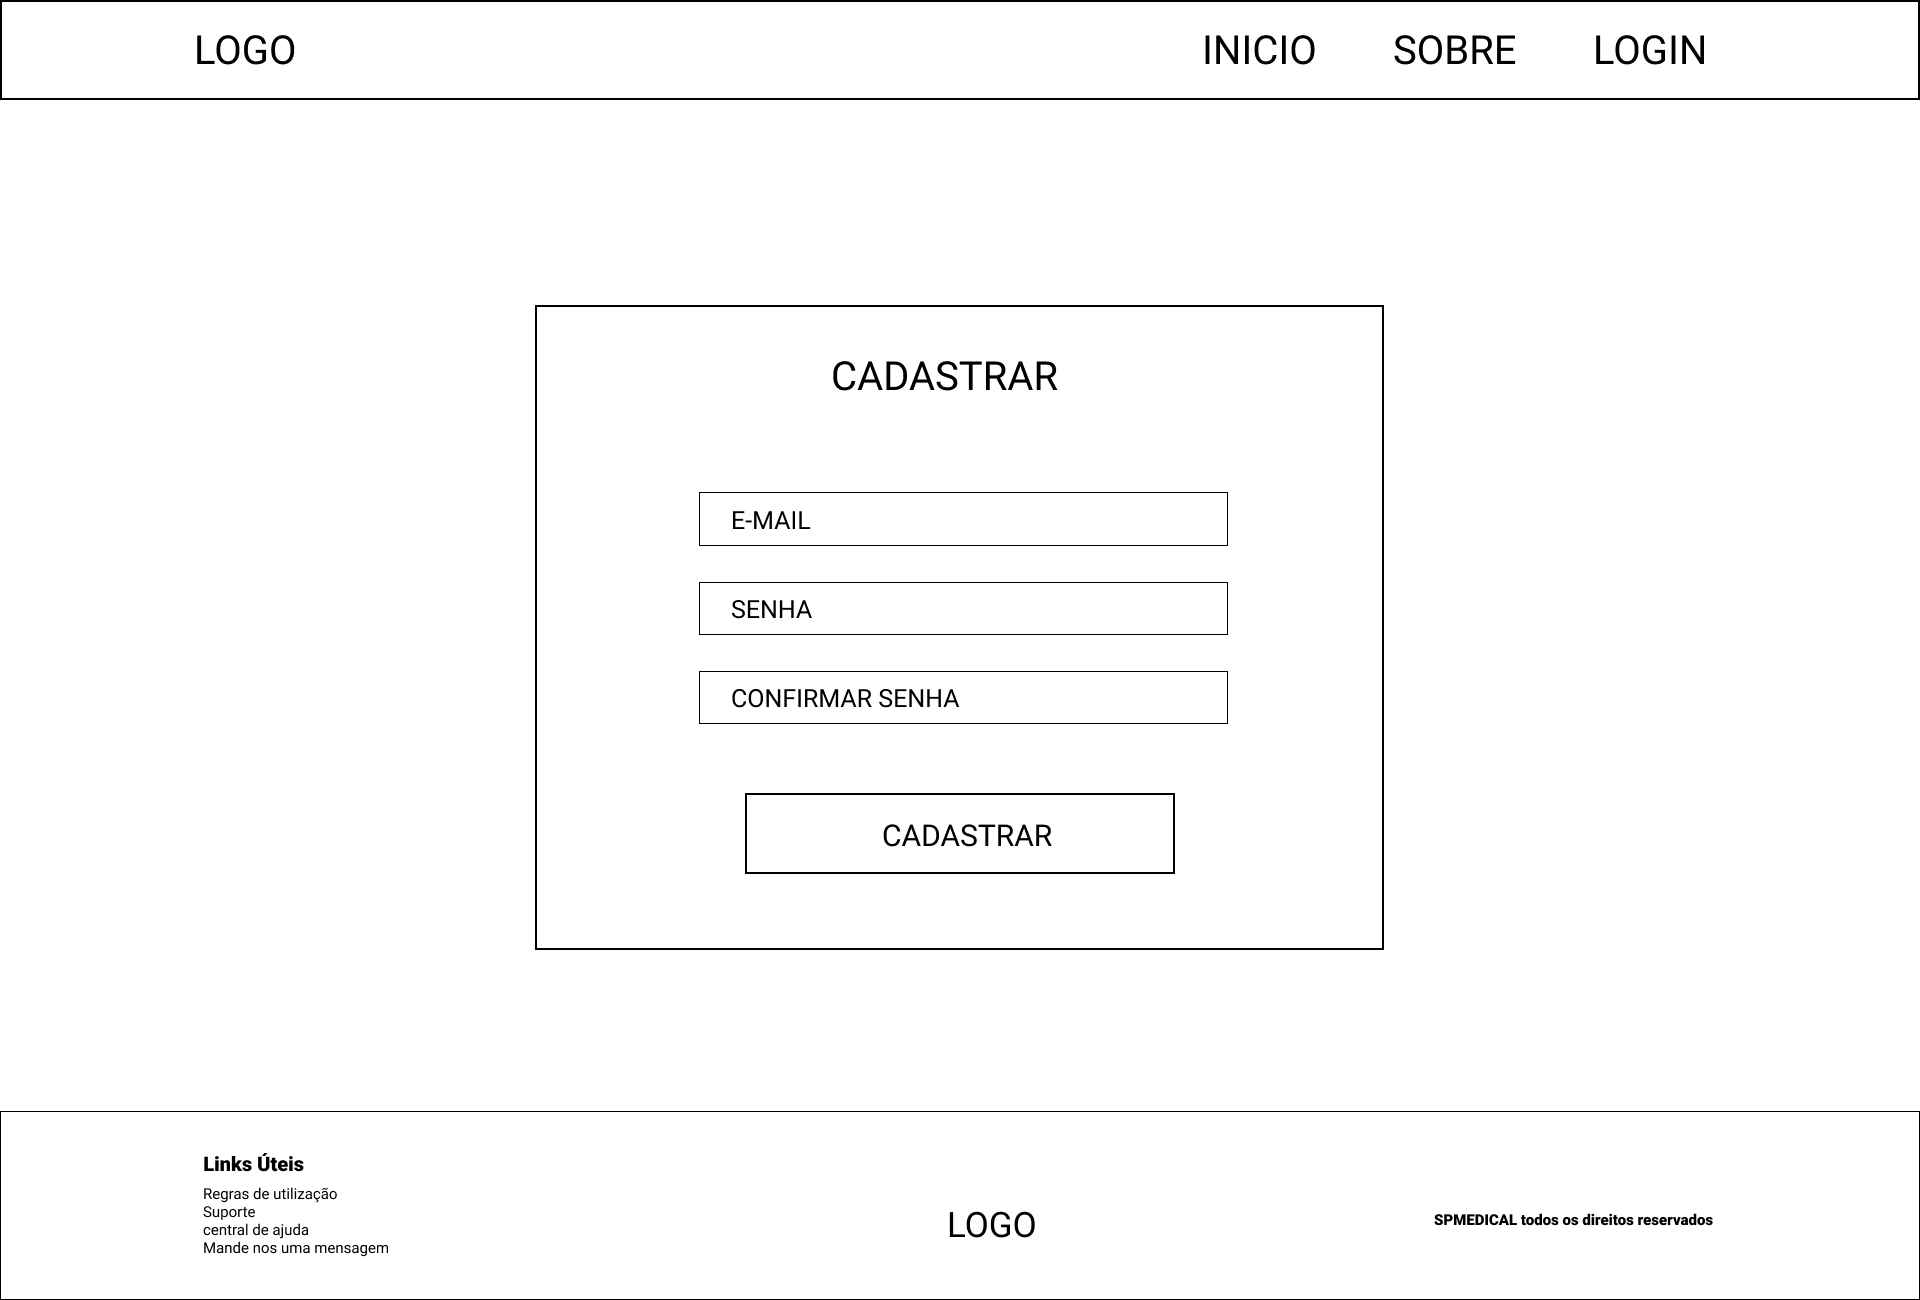 LOGO
INICIO
SOBRE
LOGIN
CADASTRAR
E-MAIL
SENHA
CONFIRMAR SENHA
CADASTRAR
Links Úteis
Regras de utilização
Suporte
central de ajuda
Mande nos uma mensagem
LOGO
SPMEDICAL todos os direitos reservados